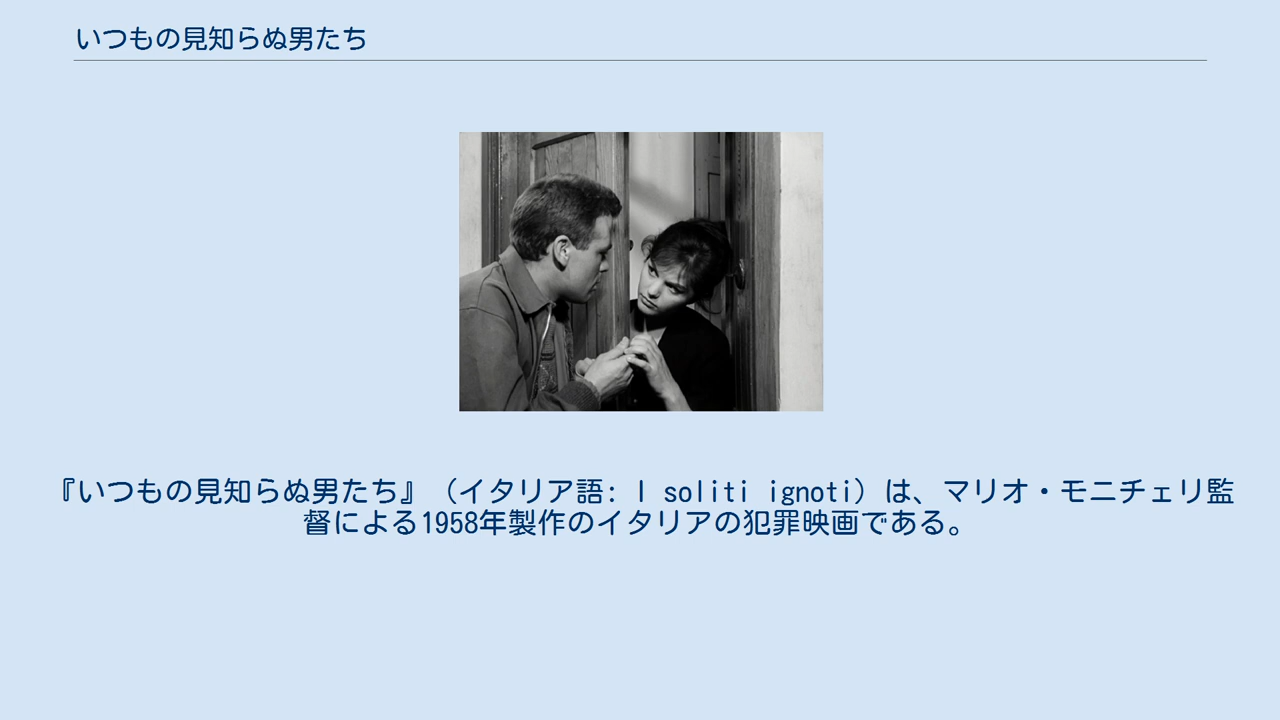 いつもの見知らぬ男たち
『いつもの見知らぬ男たち』（イタリア語: I soliti ignoti）は、マリオ・モニチェリ監
督による1958年製作のイタリアの犯罪映画である。